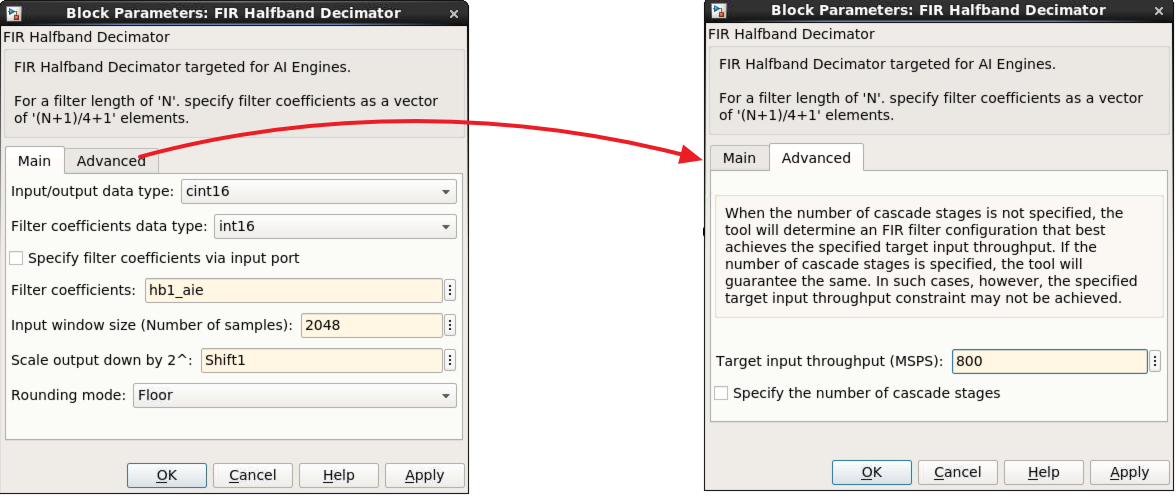 Block Parameters: FIR Halfband Decimator
FIR Halfband Decimator
FIR Halfband Decimator targeted for AI Engines.
For a filter length of 'N'. specify filter coefficients as a vector
of '(N+1)/4+1' elements.
Main
Advanced
Input/output data type:
cint16
Filter coefficients data type:
int16
Specify filter coefficients via input port
Filter coefficients:
hb1_aie
Input window size (Number of samples):
2048
Scale output down by 2^:
Shift1
Rounding mode:
Floor
OK
Cancel
Help
Apply
Block Parameters: FIR Halfband Decimator
FIR Halfband Decimator
FIR Halfband Decimator targeted for AI Engines.
For a filter length of 'N'. specify filter coefficients as a vector
of '(N+1)/4+1' elements.
Main
Advanced
When the number of cascade stages is not specified, the
tool will determine an FIR filter configuration that best
achieves the specified target input throughput. If the
number of cascade stages is specified, the tool will
guarantee the same. In such cases, however, the specified
target input throughput constraint may not be achieved.
Target input throughput (MSPS):
800
Specify the number of cascade stages
OK
Cancel
Help
Apply